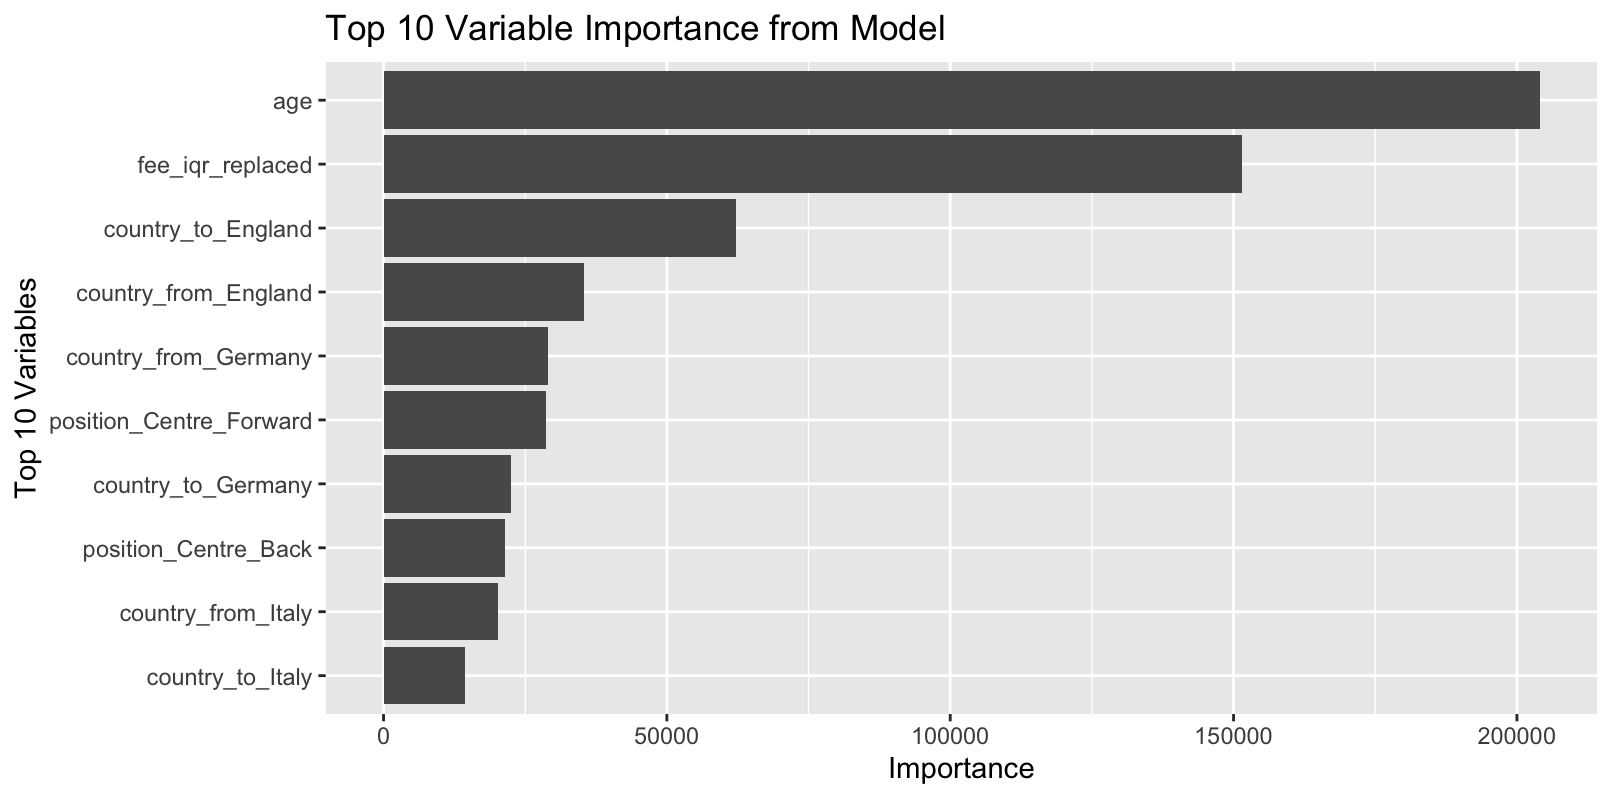 Top 10 Variable Importance from Model
Top 10 Variables
age
fee_iqr_replaced
country_to_England
country_from_England
country_from_Germany
position_Centre_Forward
country_to_Germany
position_Centre_Back
country_from_Italy
country_to_Italy
0 50000 100000 150000 200000
Importance